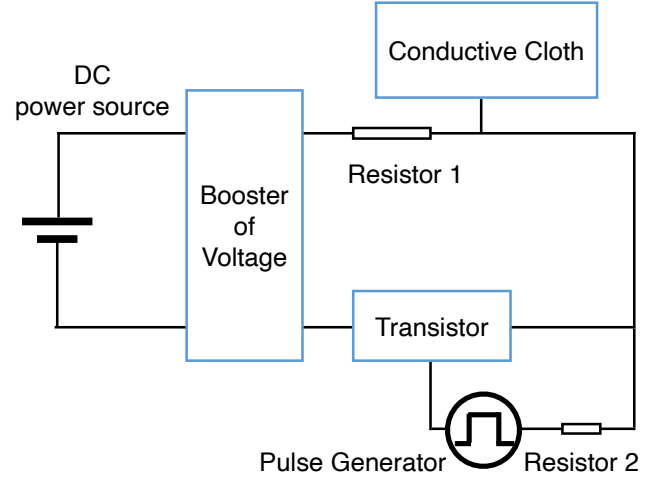 Conductive Cloth
DC
power source
Resistor 1
Booster
of
Voltage
Transistor
Pulse Generator
Resistor 2